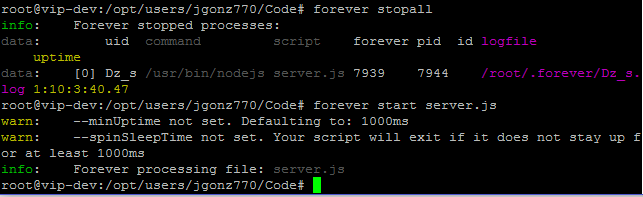 root@vip-dev:/opt/users/jgonz770/Code# forever stopall
info:    Forever stopped processes:
data:        uid  command         script    forever pid  id logfile
    uptime
data:    [0] Dz_s /usr/bin/nodejs server.js 7939    7944    /root/.forever/Dz_s.
log 1:10:3:40.47
root@vip-dev:/opt/users/jgonz770/Code# forever start server.js
warn:    --minUptime not set. Defaulting to: 1000ms
warn:    --spinSleepTime not set. Your script will exit if it does not stay up f
or at least 1000ms
info:    Forever processing file: server.js
root@vip-dev:/opt/users/jgonz770/Code#